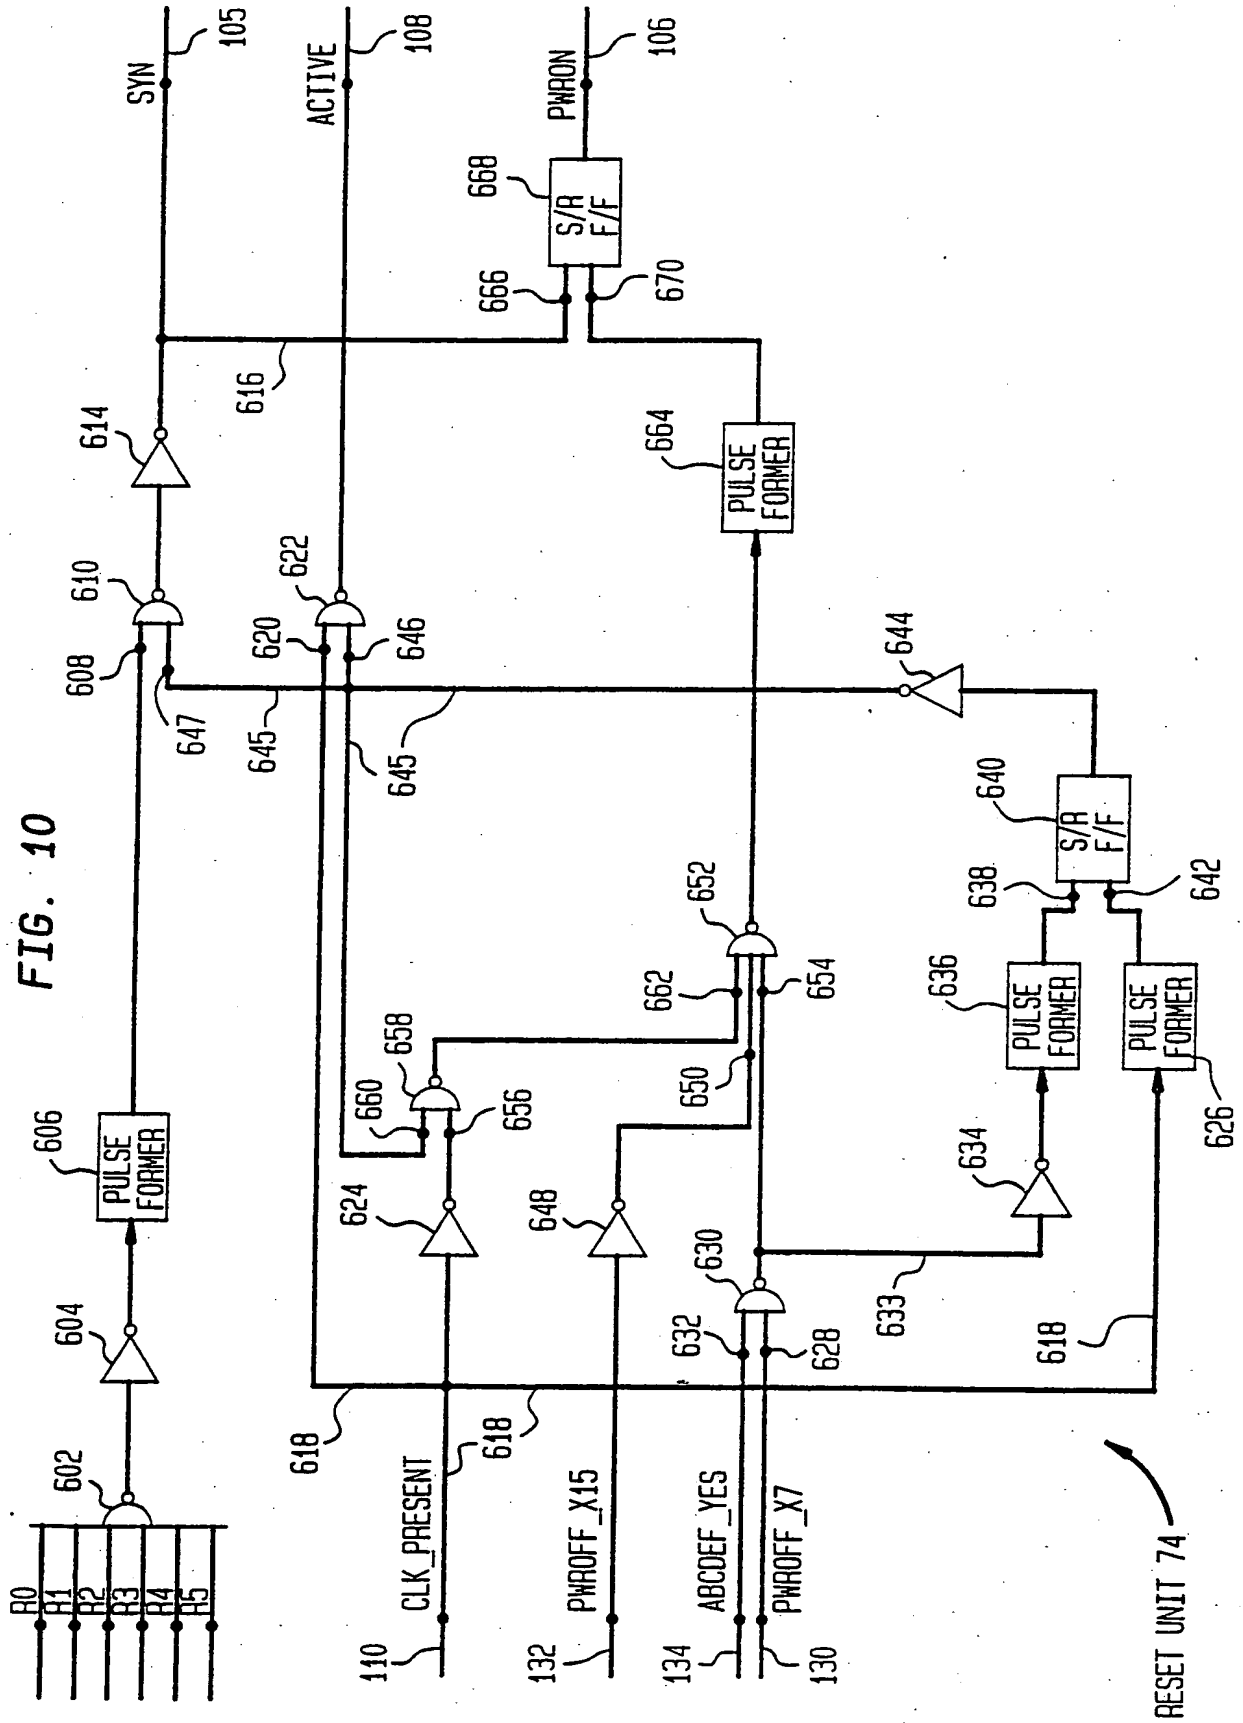 FIG. 10
R0
R1
R2
R3
R4
R5
602
604
PULSE
FORMER
606
608
610
647
614
SYN
105
616
110
CLK_PRESENT
618
618
624
660
656
658
645
645
620
646
622
ACTIVE
108
132
PWROFF_X15
648
650
662
654
652
PULSE
FORMER
664
666
670
S/R
F/F
668
PWRON
106
134
ABCDEF_YES
130
PWROFF_X7
632
628
630
633
634
618
PULSE
FORMER
636
PULSE
FORMER
626
638
642
S/R
F/F
640
644
RESET UNIT 74